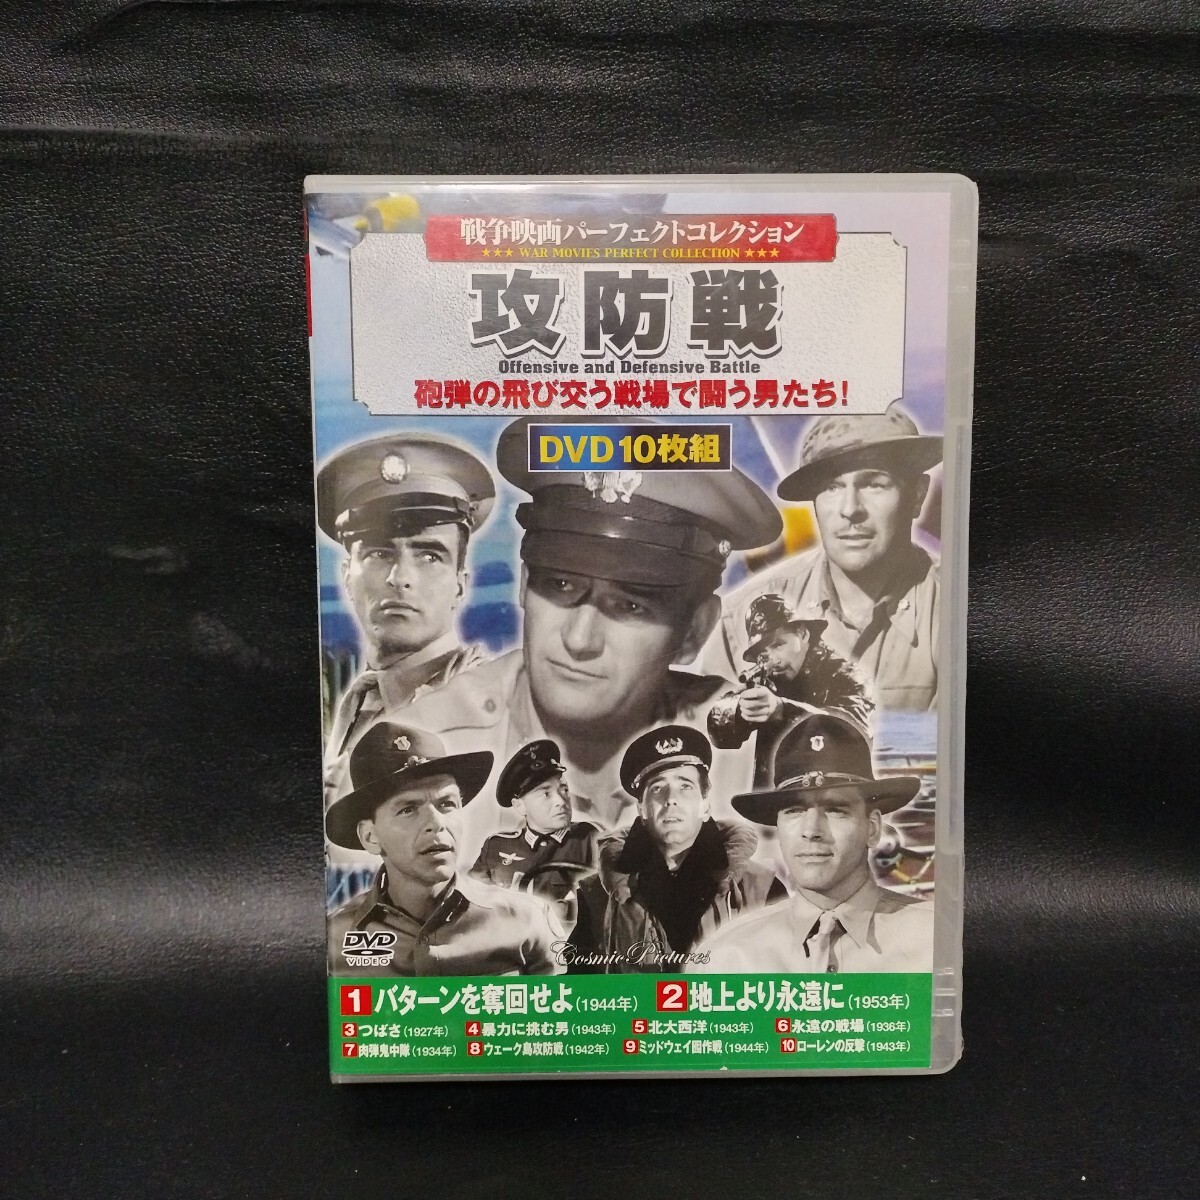 戦争映画パーフェクトコレクション
★★★ WAR MOVIES PERFECT COLLECTION ★★★
攻防戦
Offensive and Defensive Battle
砲弾の飛び交う戦場で闘う男たち!
DVD10枚組
DVD
VIDEO
Cosmic Pictures
1 バターンを奪回せよ(1944年) 2 地上より永遠に(1953年)
3 つばさ(1927年) 4 暴力に挑む男(1943年) 5 北大西洋(1943年) 6 永遠の戦場(1936年)
7 肉弾鬼中隊(1934年) 8 ウェーク島攻防戦(1942年) 9 ミッドウェイ囮作戦(1944年) 10 ローレンの反撃(1943年)